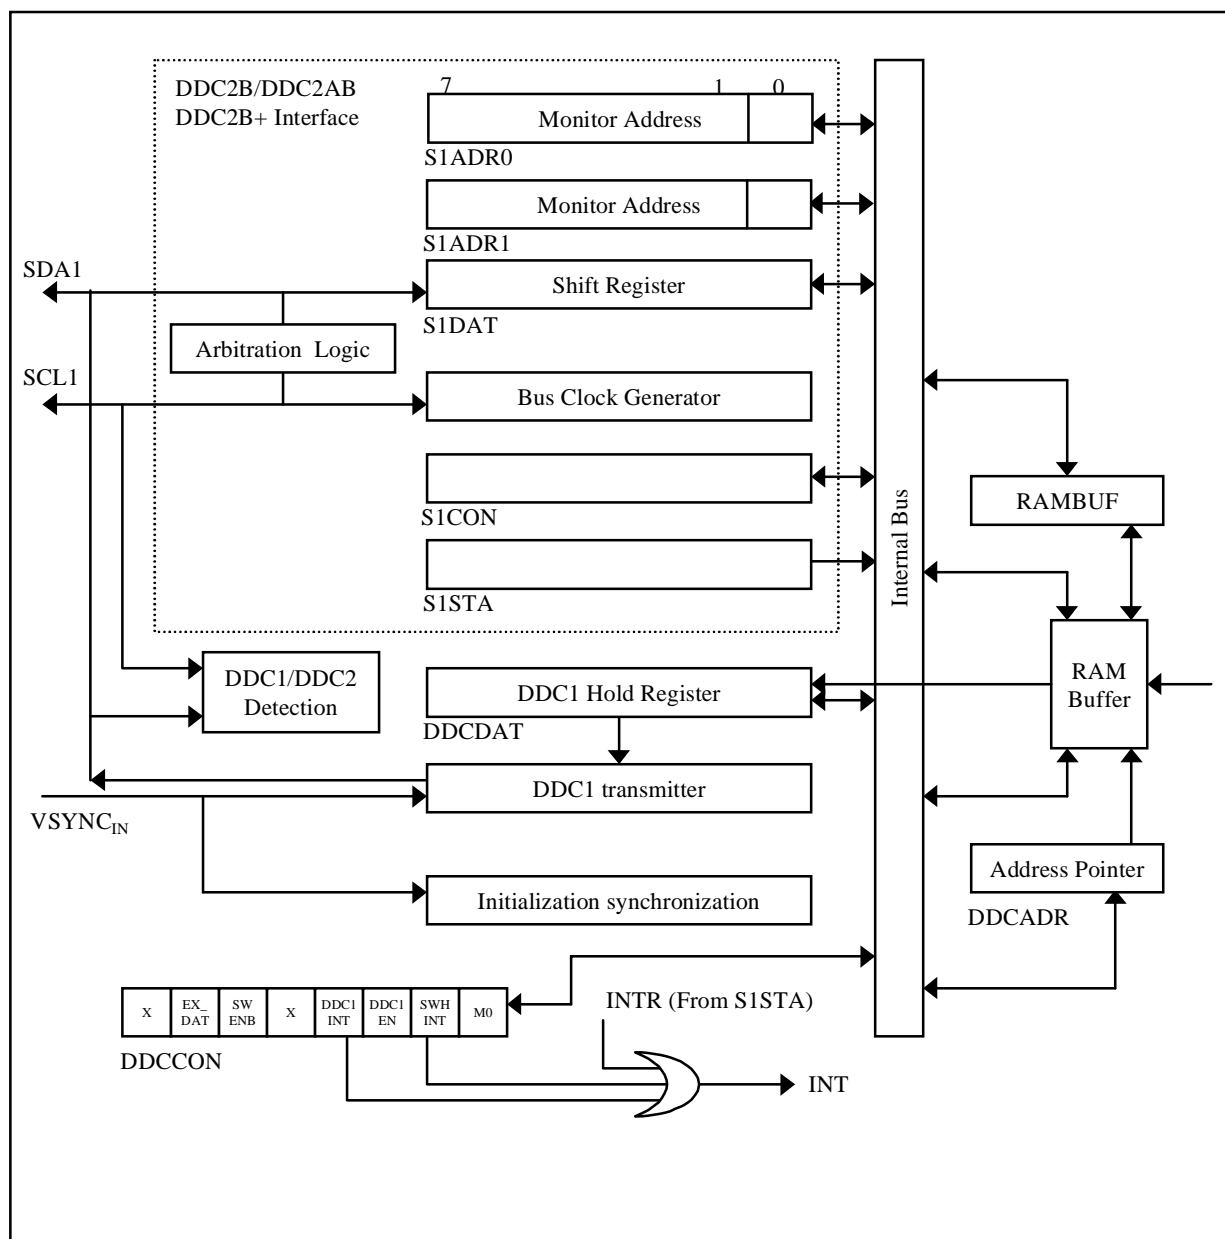 DDC2B/DDC2AB
DDC2B+ Interface
7 1 0
Monitor Address
S1ADR0
Monitor Address
S1ADR1
SDA1
Shift Register
S1DAT
Arbitration Logic
SCL1
Bus Clock Generator
S1CON
S1STA
Internal Bus
RAMBUF
RAM
Buffer
DDC1/DDC2
Detection
DDC1 Hold Register
DDCDAT
DDC1 transmitter
VSYNCIN
Address Pointer
DDCADR
Initialization synchronization
X
EX_
DAT
SW
ENB
X
DDC1
INT
DDC1
EN
SWH
INT
M0
DDCCON
INTR (From S1STA)
INT